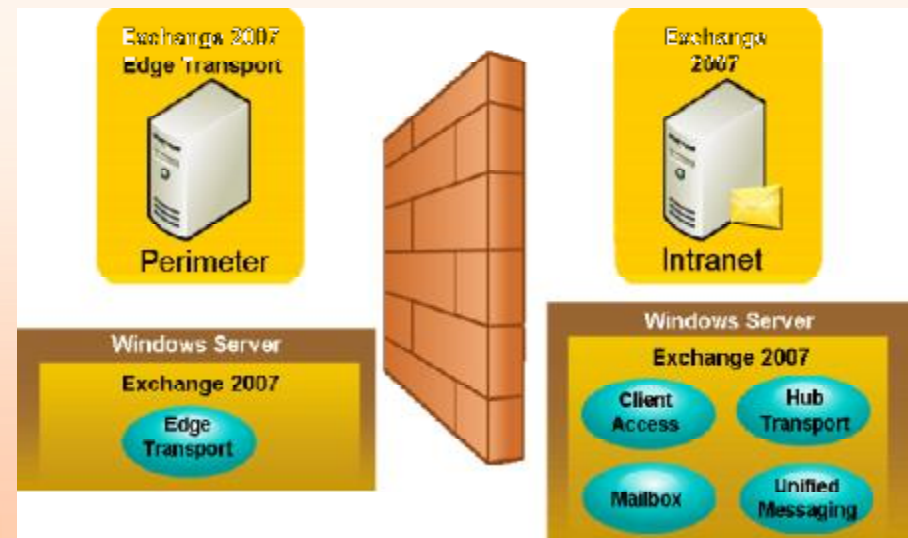 Exchange 2007
Edge Transport
Perimeter
Windows Server
Exchange 2007
Edge
Transport
Exchange
2007
Intranet
Windows Server
Exchange 2007
Client
Access
Hub
Transport
Mailbox
Unified
Messaging